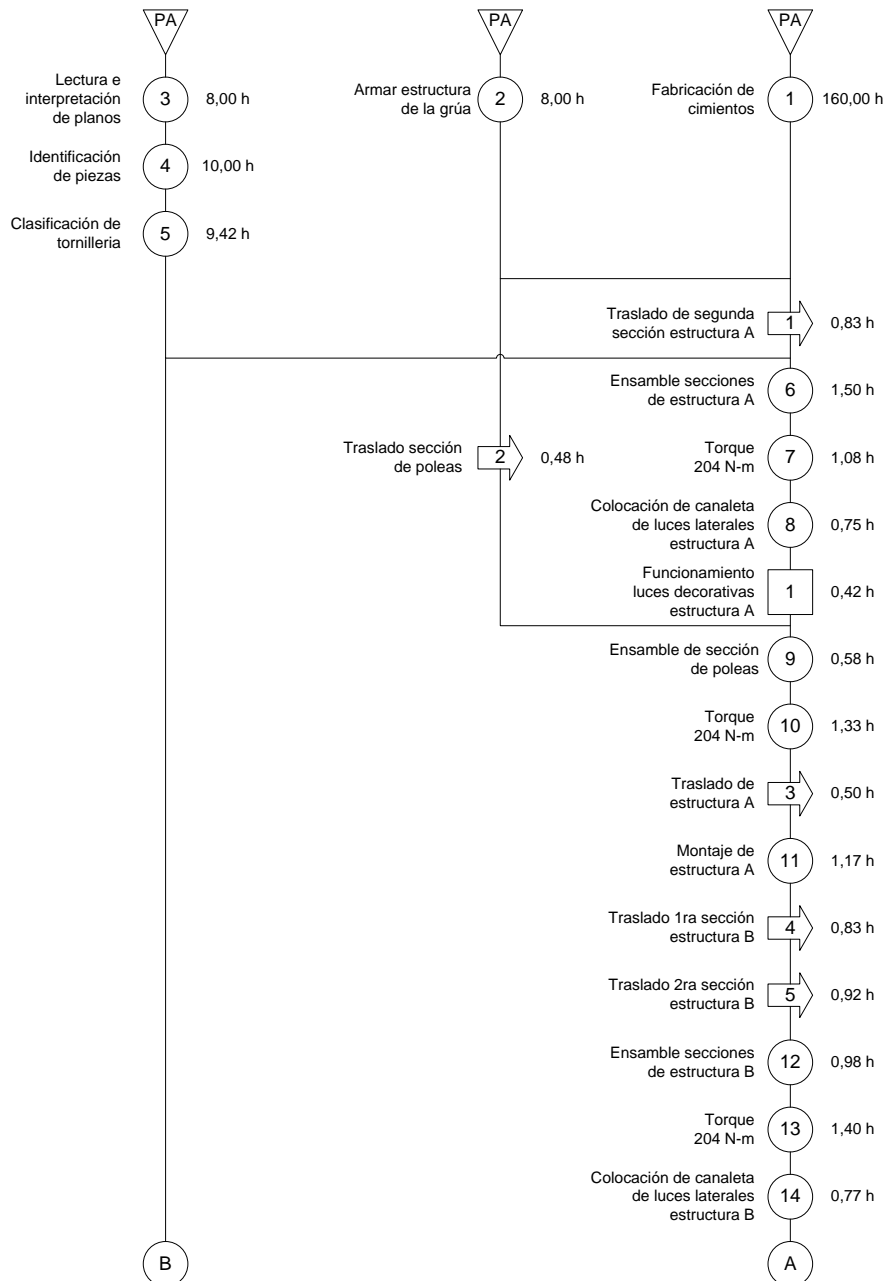 PA
PA
PA
Lectura e
interpretación
de planos
3
8,00 h
Armar estructura
de la grúa
2
8,00 h
Fabricación de
cimientos
1
160,00 h
Identificación
de piezas
4
10,00 h
Clasificación de
tornilleria
5
9,42 h
Traslado de segunda
sección estructura A
1
0,83 h
Ensamble secciones
de estructura A
6
1,50 h
Traslado sección
de poleas
2
0,48 h
Torque
204 N-m
7
1,08 h
Colocación de canaleta
de luces laterales
estructura A
8
0,75 h
Funcionamiento
luces decorativas
estructura A
1
0,42 h
Ensamble de sección
de poleas
9
0,58 h
Torque
204 N-m
10
1,33 h
Traslado de
estructura A
3
0,50 h
Montaje de
estructura A
11
1,17 h
Traslado 1ra sección
estructura B
4
0,83 h
Traslado 2ra sección
estructura B
5
0,92 h
Ensamble secciones
de estructura B
12
0,98 h
Torque
204 N-m
13
1,40 h
Colocación de canaleta
de luces laterales
estructura B
14
0,77 h
B
A